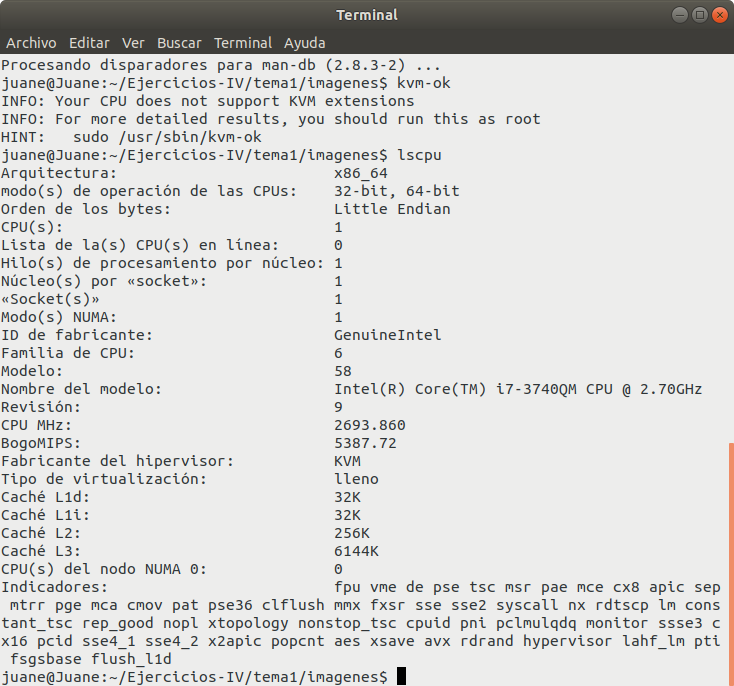 Terminal
Archivo Editar Ver Buscar Terminal Ayuda
Procesando disparadores para man-db (2.8.3-2) ...
juane@Juane:~/Ejercicios-IV/tema1/imagenes$ kvm-ok
INFO: Your CPU does not support KVM extensions
INFO: For more detailed results, you should run this as root
HINT:   sudo /usr/sbin/kvm-ok
juane@Juane:~/Ejercicios-IV/tema1/imagenes$ lscpu
Arquitectura:                        x86_64
modo(s) de operación de las CPUs:    32-bit, 64-bit
Orden de los bytes:                  Little Endian
CPU(s):                              1
Lista de la(s) CPU(s) en línea:      0
Hilo(s) de procesamiento por núcleo: 1
Núcleo(s) por «socket»:              1
«Socket(s)»                          1
Modo(s) NUMA:                        1
ID de fabricante:                    GenuineIntel
Familia de CPU:                      6
Modelo:                              58
Nombre del modelo:                   Intel(R) Core(TM) i7-3740QM CPU @ 2.70GHz
Revisión:                            9
CPU MHz:                             2693.860
BogoMIPS:                            5387.72
Fabricante del hipervisor:           KVM
Tipo de virtualización:              lleno
Caché L1d:                           32K
Caché L1i:                           32K
Caché L2:                            256K
Caché L3:                            6144K
CPU(s) del nodo NUMA 0:              0
Indicadores:                         fpu vme de pse tsc msr pae mce cx8 apic sep
 mtrr pge mca cmov pat pse36 clflush mmx fxsr sse sse2 syscall nx rdtscp lm cons
tant_tsc rep_good nopl xtopology nonstop_tsc cpuid pni pclmulqdq monitor ssse3 c
x16 pcid sse4_1 sse4_2 x2apic popcnt aes xsave avx rdrand hypervisor lahf_lm pti
 fsgsbase flush_l1d
juane@Juane:~/Ejercicios-IV/tema1/imagenes$